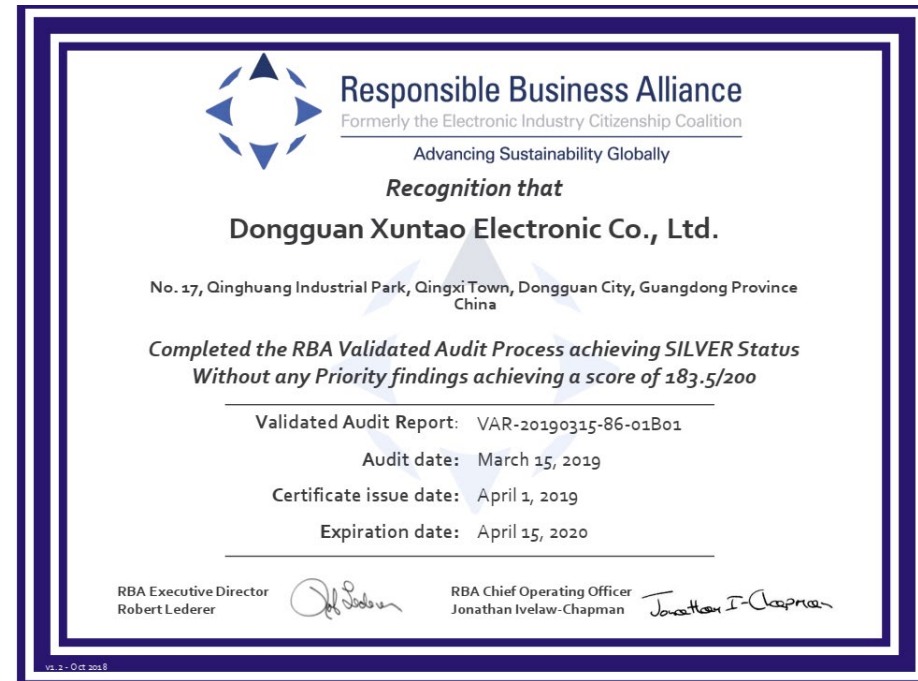 Responsible Business Alliance
Formerly the Electronic Industry Citizenship Coalition
Advancing Sustainability Globally
Recognition that
Dongguan Xuntao Electronic Co., Ltd.
No. 17, Qinghuang Industrial Park, Qingxi Town, Dongguan City, Guangdong Province
China
Completed the RBA Validated Audit Process achieving SILVER Status
Without any Priority findings achieving a score of 183.5/200
Validated Audit Report: VAR-20190315-86-01B01
Audit date: March 15, 2019
Certificate issue date: April 1, 2019
Expiration date: April 15, 2020
RBA Executive Director
Robert Lederer
RBA Chief Operating Officer
Jonathan Ivelaw-Chapman
Jonathan I-Chapman
v1.2 - Oct 2018